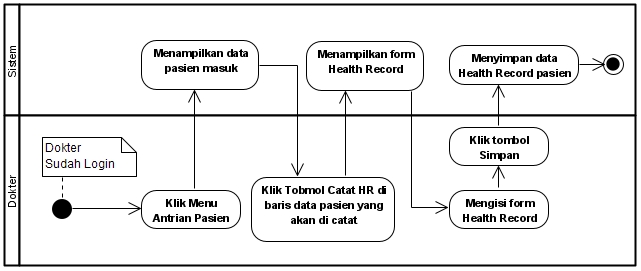 Sistem
Menampilkan data
pasien masuk
Menampilkan form
Health Record
Menyimpan data
Health Record pasien
Dokter
Dokter
Sudah Login
Klik Menu
Antrian Pasien
Klik Tobmol Catat HR di
baris data pasien yang
akan di catat
Klik tombol
Simpan
Mengisi form
Health Record